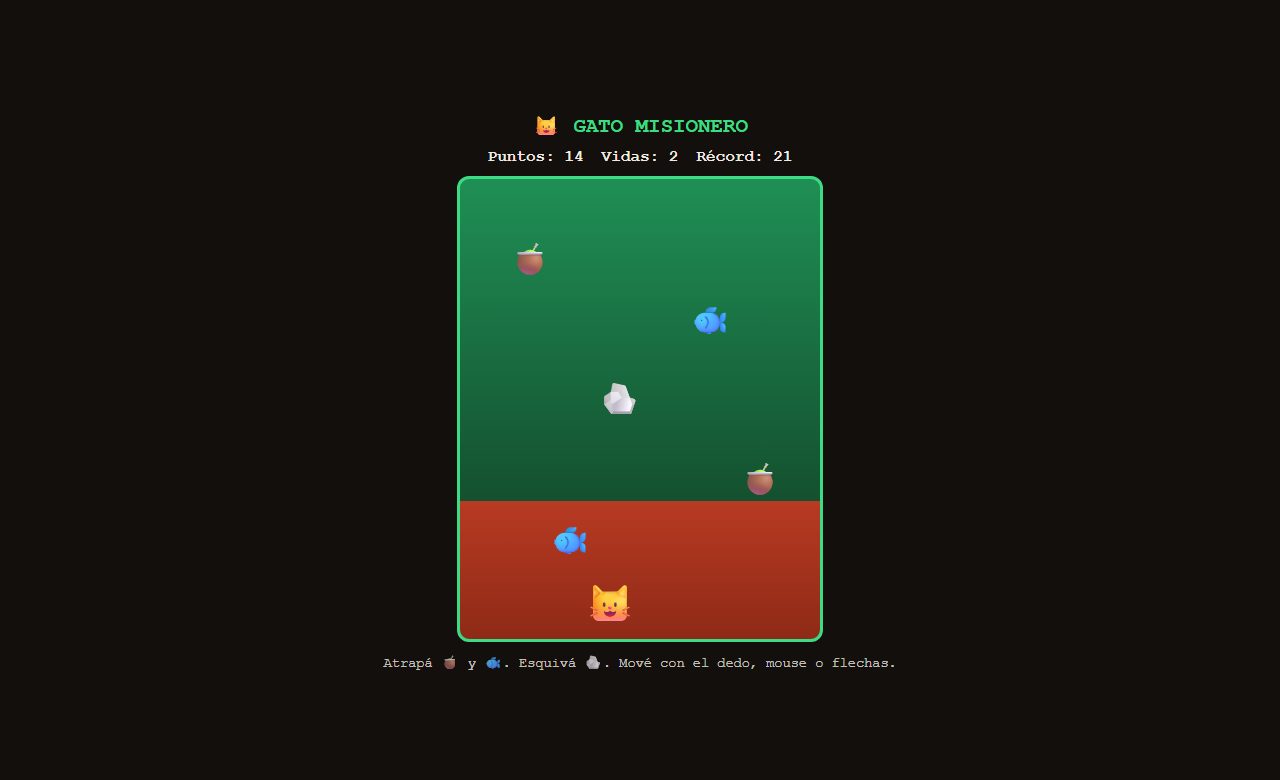 🐱 GATO MISIONERO
Puntos: 14 Vidas: 2 Récord: 21
Atrapá 🧉 y 🐟. Esquivá 🪨. Mové con el dedo, mouse o flechas.